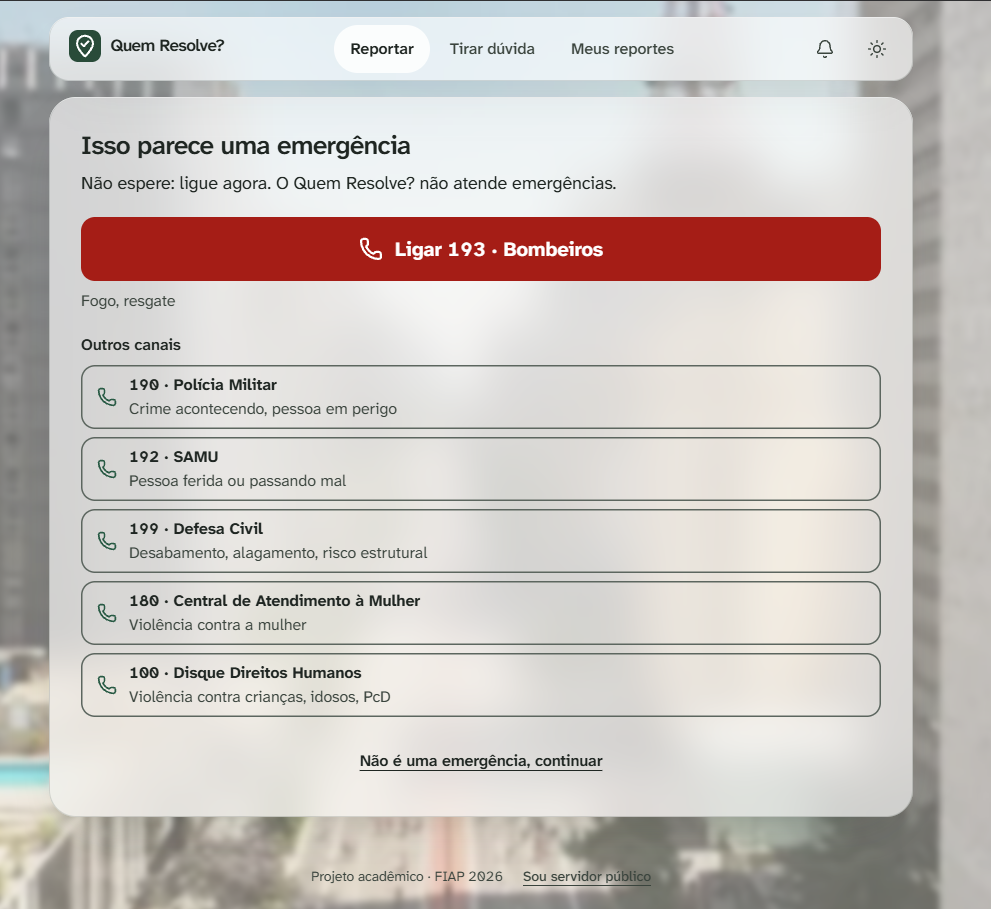 Quem Resolve?
Reportar
Tirar dúvida
Meus reportes
Isso parece uma emergência
Não espere: ligue agora. O Quem Resolve? não atende emergências.
Ligar 193 · Bombeiros
Fogo, resgate
Outros canais
190 · Polícia Militar
Crime acontecendo, pessoa em perigo
192 · SAMU
Pessoa ferida ou passando mal
199 · Defesa Civil
Desabamento, alagamento, risco estrutural
180 · Central de Atendimento à Mulher
Violência contra a mulher
100 · Disque Direitos Humanos
Violência contra crianças, idosos, PcD
Não é uma emergência, continuar
Projeto acadêmico · FIAP 2026
Sou servidor público